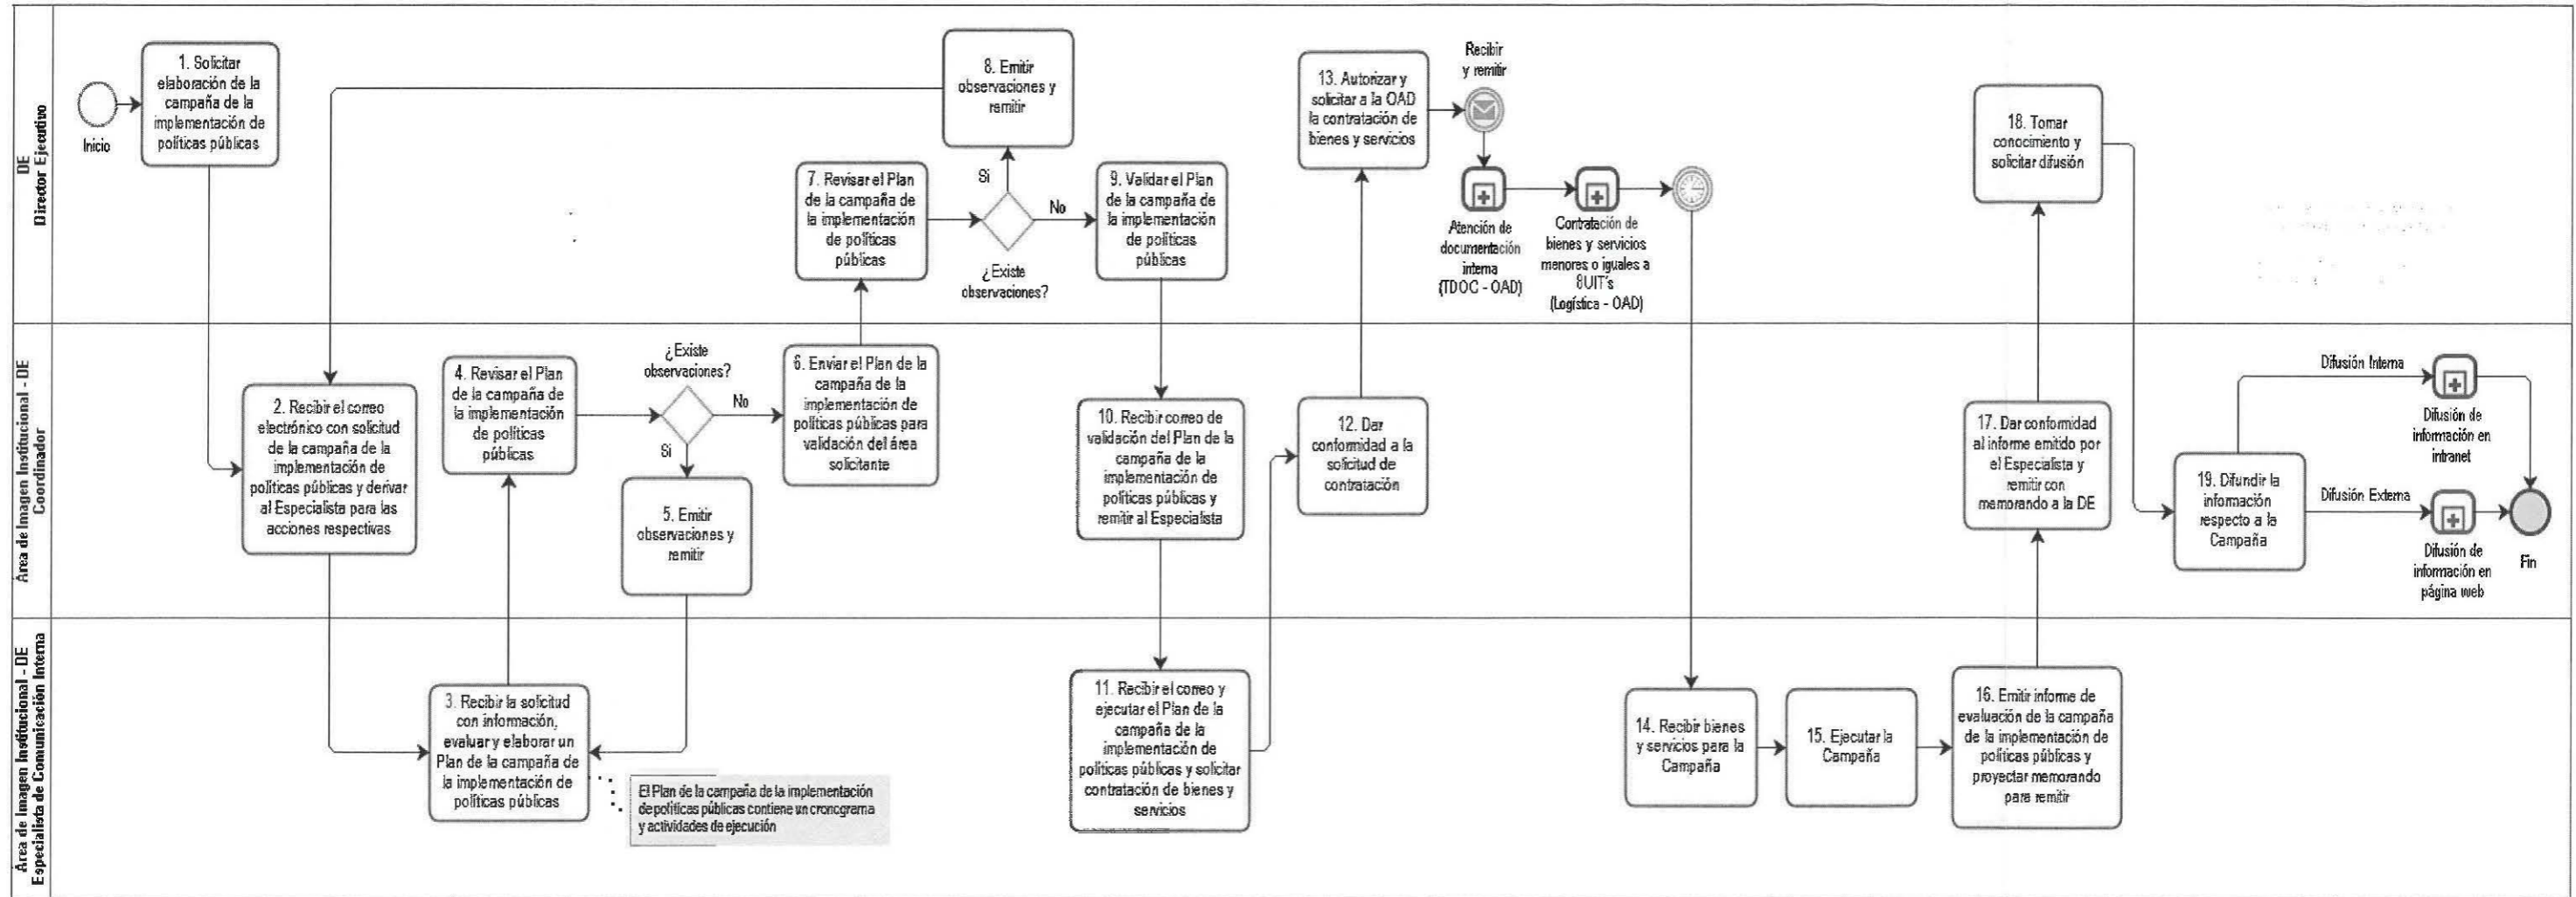 DE
Director Ejecutivo
Inicio
1. Solicitar
elaboración de la
campaña de la
implementación de
políticas públicas
8. Emitir
observaciones y
remitir
7. Revisar el Plan
de la campaña de
la implementación
de políticas
públicas
Si
No
¿Existe
observaciones?
9. Validar el Plan
de la campaña de
la implementación
de políticas
públicas
13. Autorizar y
solicitar a la OAD
la contratación de
bienes y servicios
Recibir
y remitir
Atención de
documentación
interna
(TDOC - OAD)
Contratación de
bienes y servicios
menores o iguales a
8UIT's
(Logística - OAD)
18. Tomar
conocimiento y
solicitar difusión
Área de Imagen Institucional - DE
Coordinador
2. Recibir el correo
electrónico con solicitud
de la campaña de la
implementación de
políticas públicas y derivar
al Especialista para las
acciones respectivas
4. Revisar el Plan
de la campaña de
la implementación
de políticas
públicas
¿Existe
observaciones?
No
Si
5. Emitir
observaciones y
remitir
6. Enviar el Plan de la
campaña de la
implementación de
políticas públicas para
validación del área
solicitante
10. Recibir correo de
validación del Plan de la
campaña de la
implementación de
políticas públicas y
remitir al Especialista
12. Dar
conformidad a la
solicitud de
contratación
17. Dar conformidad
al informe emitido por
el Especialista y
remitir con
memorando a la DE
19. Difundir la
información
respecto a la
Campaña
Difusión Interna
Difusión de
información en
intranet
Difusión Externa
Difusión de
información en
página web
Fin
Área de Imagen Institucional - DE
Especialista de Comunicación Interna
3. Recibir la solicitud
con información,
evaluar y elaborar un
Plan de la campaña de
la implementación de
políticas públicas
El Plan de la campaña de la implementación
de políticas públicas contiene un cronograma
y actividades de ejecución
11. Recibir el correo y
ejecutar el Plan de la
campaña de la
implementación de
políticas públicas y solicitar
contratación de bienes y
servicios
14. Recibir bienes
y servicios para la
Campaña
15. Ejecutar la
Campaña
16. Emitir informe de
evaluación de la campaña
de la implementación de
políticas públicas y
proyectar memorando
para remitir